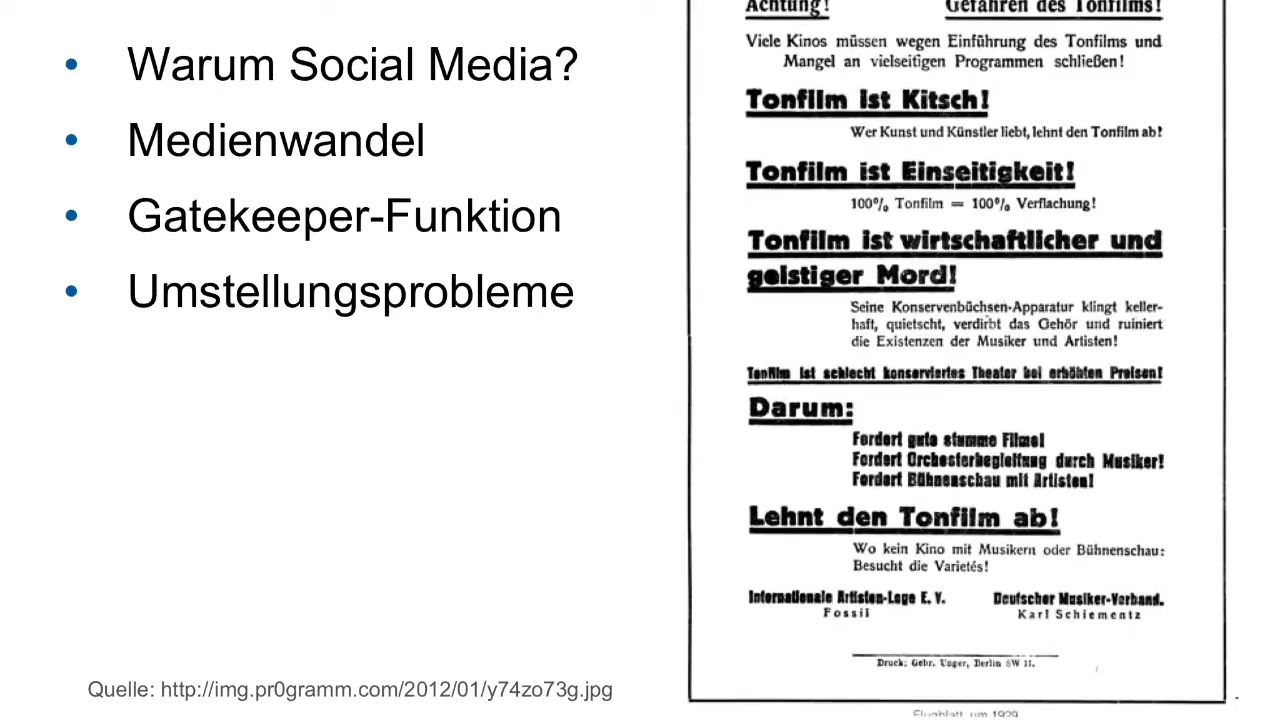 • Warum Social Media?
• Medienwandel
• Gatekeeper-Funktion
• Umstellungsprobleme
Quelle: http://img.pr0gramm.com/2012/01/y74zo73g.jpg
Achtung! Gefahren des Tonfilms!
Viele Kinos müssen wegen Einführung des Tonfilms und
Mangel an vielseitigen Programmen schließen!
Tonfilm ist Kitsch!
Wer Kunst und Künstler liebt, lehnt den Tonfilm ab!
Tonfilm ist Einseitigkeit!
100% Tonfilm = 100% Verflachung!
Tonfilm ist wirtschaftlicher und
geistiger Mord!
Seine Konservenbüchsen-Apparatur klingt keller-
haft, quietscht, verdirbt das Gehör und ruiniert
die Existenzen der Musiker und Artisten!
Tonfilm ist schlecht konserviertes Theater bei erhöhten Preisen!
Darum:
Fordert gute stumme Filme!
Fordert Orchesterbegleitung durch Musiker!
Fordert Bühnenschau mit Artisten!
Lehnt den Tonfilm ab!
Wo kein Kino mit Musikern oder Bühnenschau:
Besucht die Varietés!
Internationale Artisten-Loge E. V. Deutscher Musiker-Verband.
Fossil Karl Schiementz
Druck: Gebr. Unger, Berlin SW 11.
Flugblatt um 1929